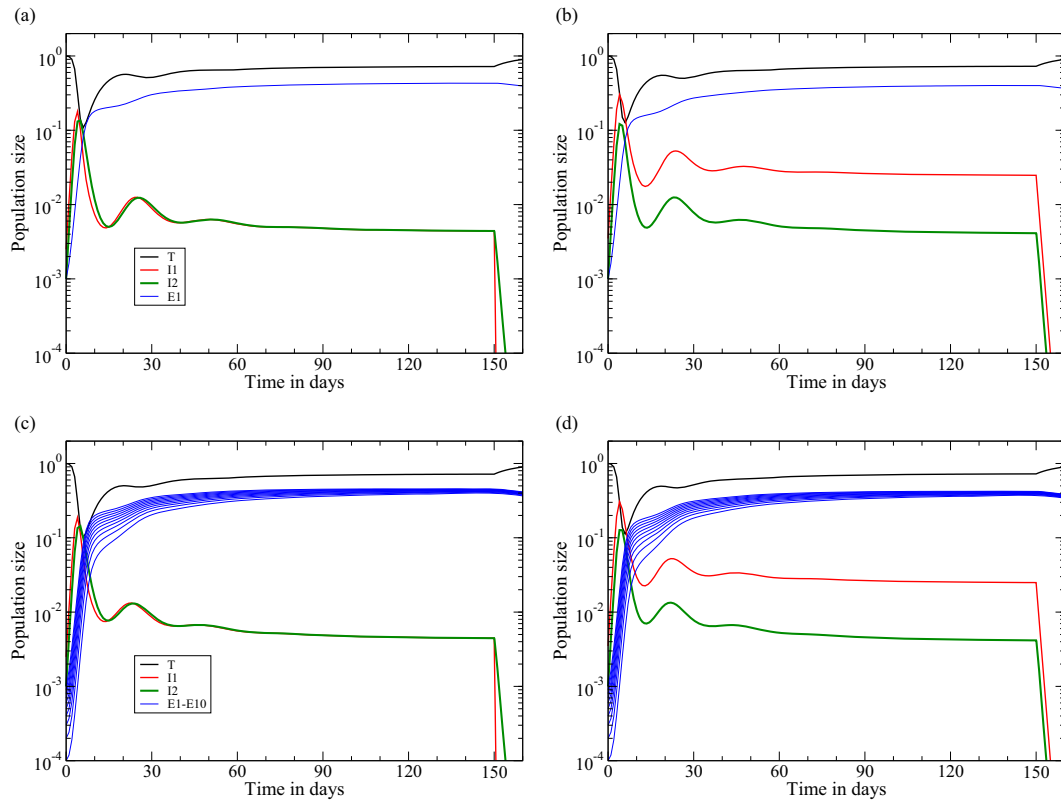 (a)
(b)
10^0
10^-1
10^-2
10^-3
10^-4
Population size
T
I1
I2
E1
0 30 60 90 120 150
Time in days
10^0
10^-1
10^-2
10^-3
10^-4
Population size
0 30 60 90 120 150
Time in days
(c)
(d)
10^0
10^-1
10^-2
10^-3
10^-4
Population size
T
I1
I2
E1-E10
0 30 60 90 120 150
Time in days
10^0
10^-1
10^-2
10^-3
10^-4
Population size
0 30 60 90 120 150
Time in days